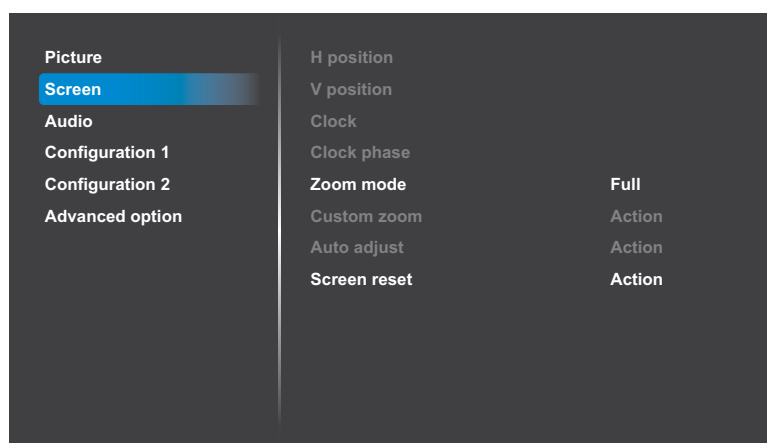 Picture
Screen
Audio
Configuration 1
Configuration 2
Advanced option
H position
V position
Clock
Clock phase
Zoom mode Full
Custom zoom Action
Auto adjust Action
Screen reset Action